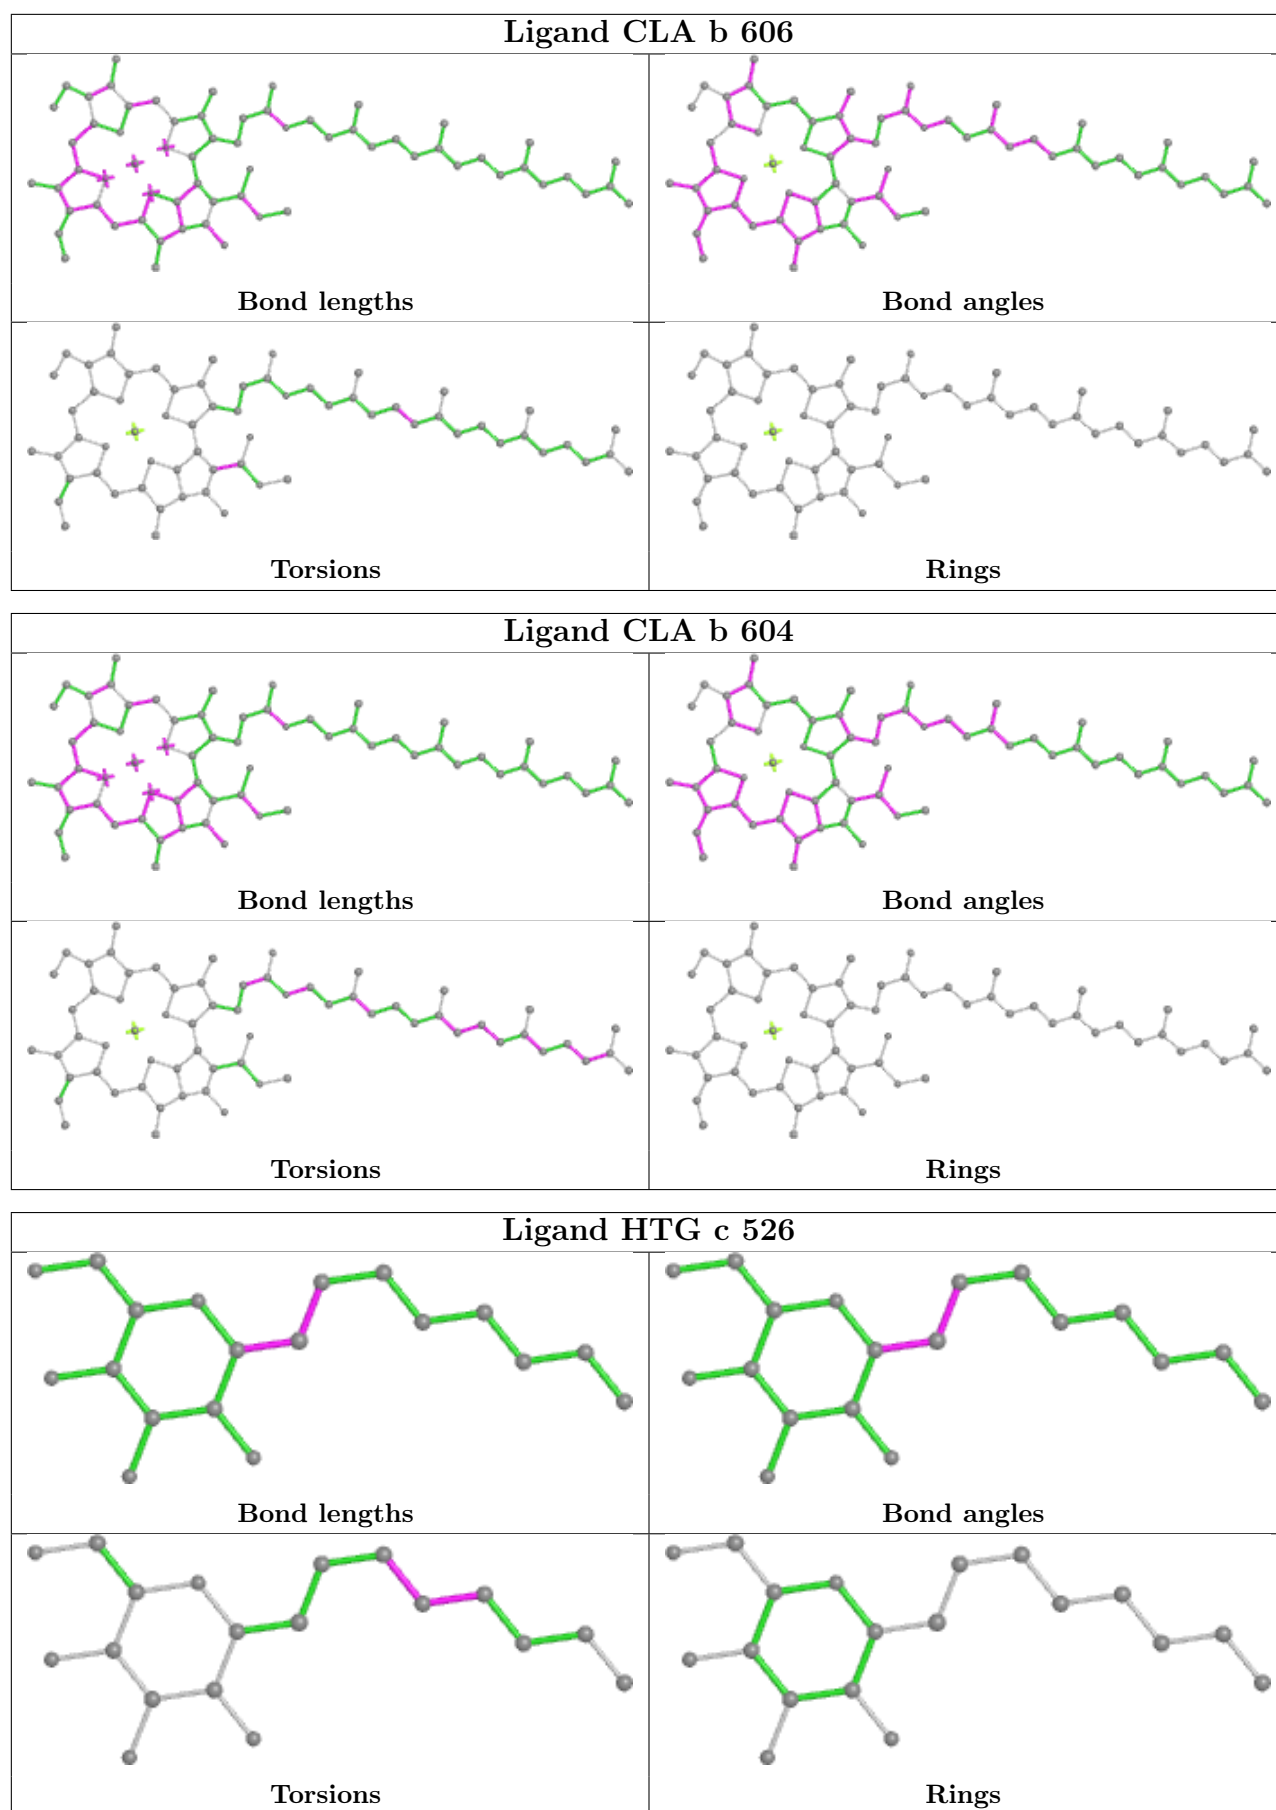 Ligand CLA b 606
Bond lengths
Bond angles
Torsions
Rings
Ligand CLA b 604
Bond lengths
Bond angles
Torsions
Rings
Ligand HTG c 526
Bond lengths
Bond angles
Torsions
Rings